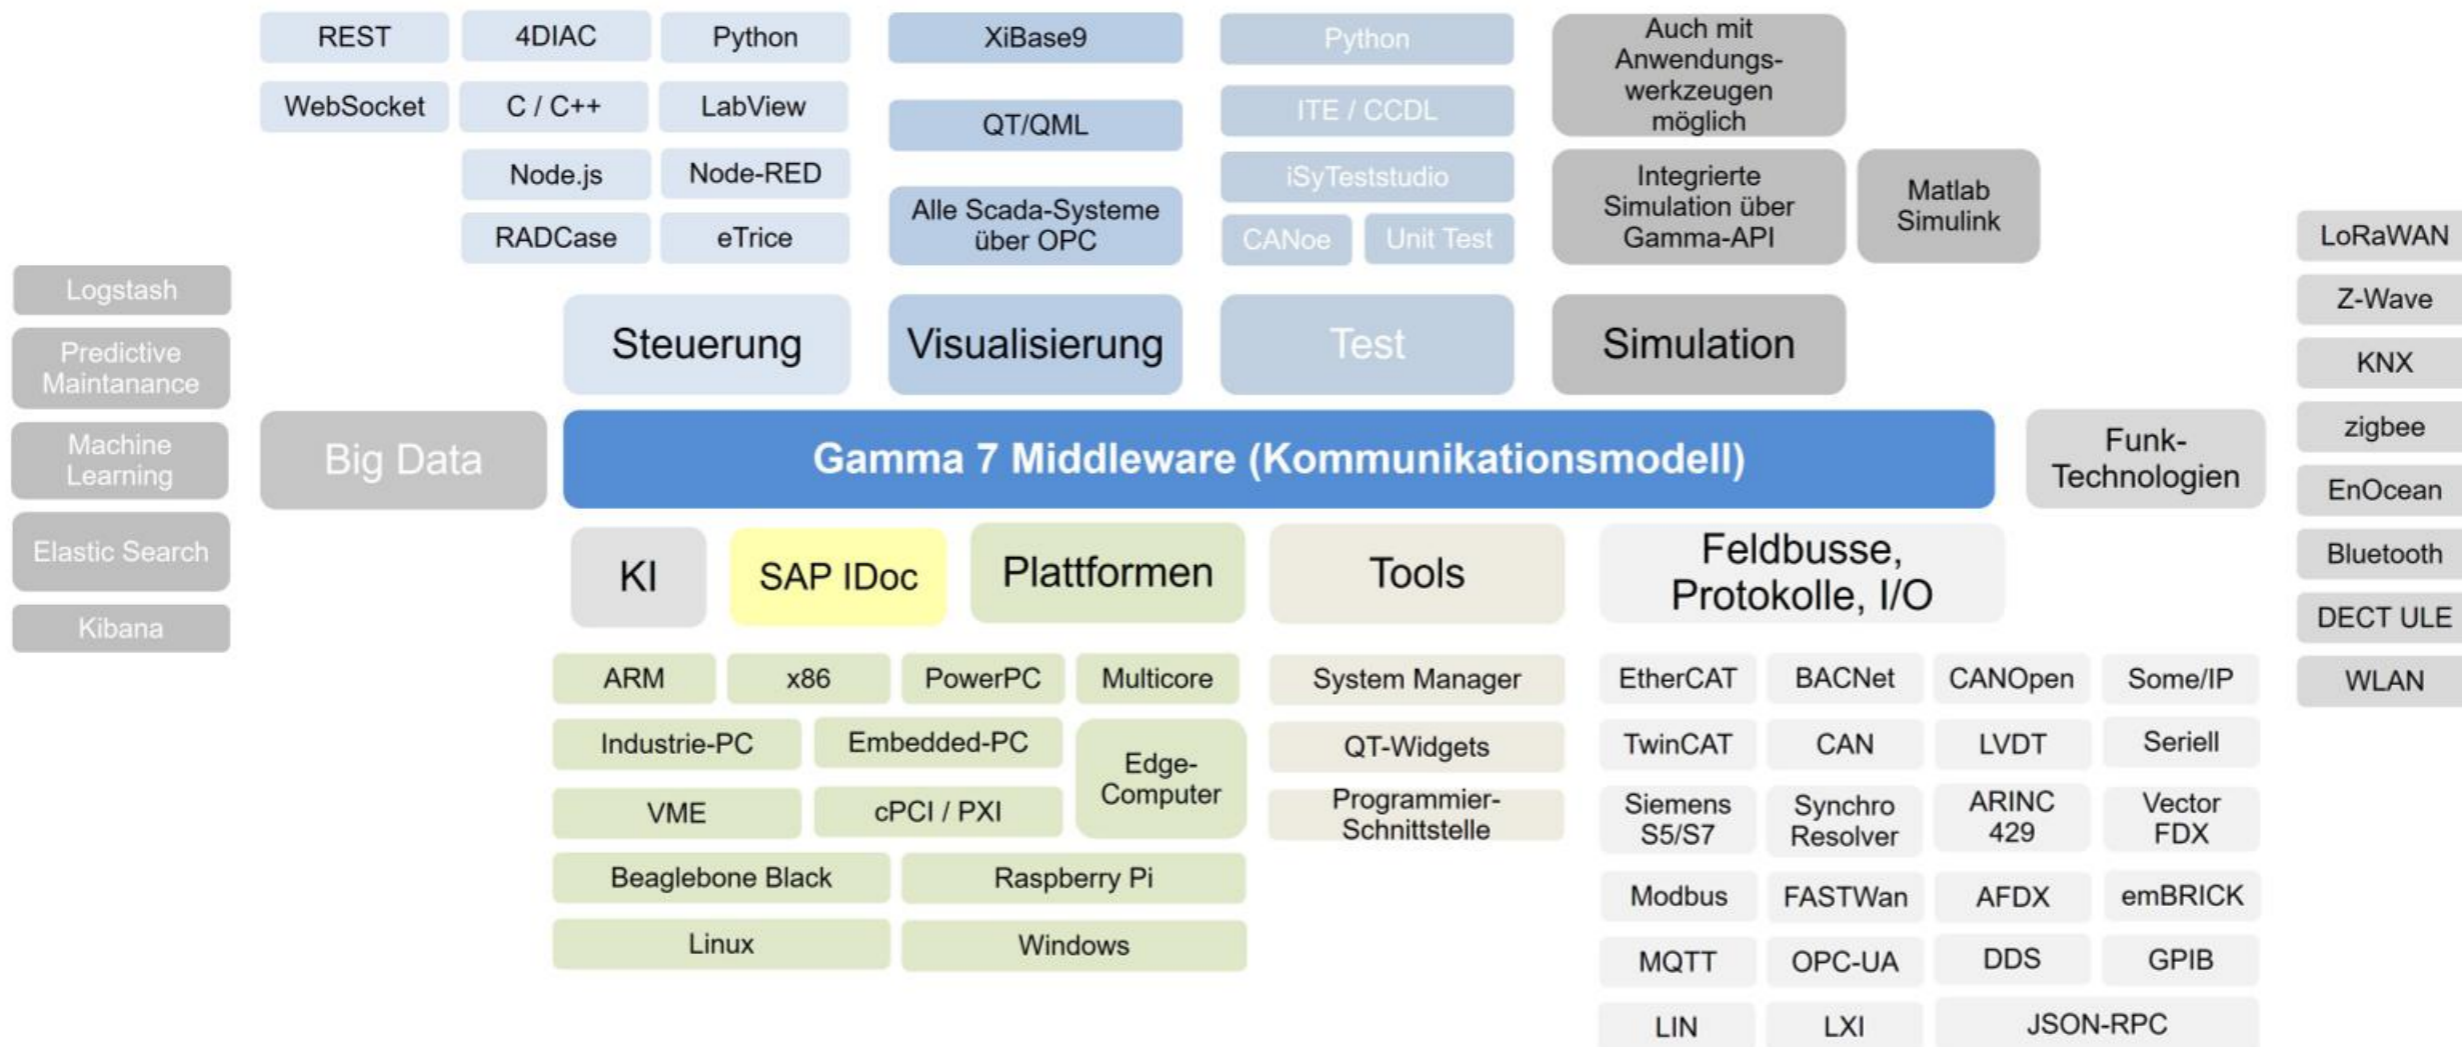 REST
4DIAC
Python
XiBase9
Python
Auch mit
Anwendungs-
werkzeugen
möglich
WebSocket
C / C++
LabView
QT/QML
ITE / CCDL
Node.js
Node-RED
Alle Scada-Systeme
über OPC
iSyTeststudio
Integrierte
Simulation über
Gamma-API
Matlab
Simulink
RADCase
eTrice
CANoe
Unit Test
Logstash
Predictive
Maintanance
Machine
Learning
Elastic Search
Kibana
Steuerung
Visualisierung
Test
Simulation
Big Data
Gamma 7 Middleware (Kommunikationsmodell)
Funk-
Technologien
LoRaWAN
Z-Wave
KNX
zigbee
EnOcean
Bluetooth
DECT ULE
WLAN
KI
SAP IDoc
Plattformen
Tools
Feldbusse,
Protokolle, I/O
ARM
x86
PowerPC
Multicore
Industrie-PC
Embedded-PC
Edge-
Computer
VME
cPCI / PXI
Beaglebone Black
Raspberry Pi
Linux
Windows
System Manager
QT-Widgets
Programmier-
Schnittstelle
EtherCAT
BACNet
CANOpen
Some/IP
TwinCAT
CAN
LVDT
Seriell
Siemens
S5/S7
Synchro
Resolver
ARINC
429
Vector
FDX
Modbus
FASTWan
AFDX
emBRICK
MQTT
OPC-UA
DDS
GPIB
LIN
LXI
JSON-RPC